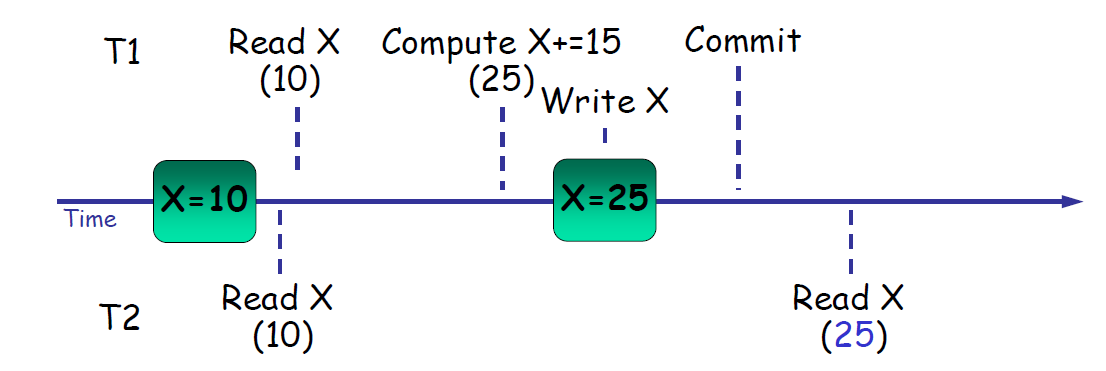 T1
Read X
(10)
Compute X+=15
(25)
Write X
Commit
X=10
X=25
Time
T2
Read X
(10)
Read X
(25)